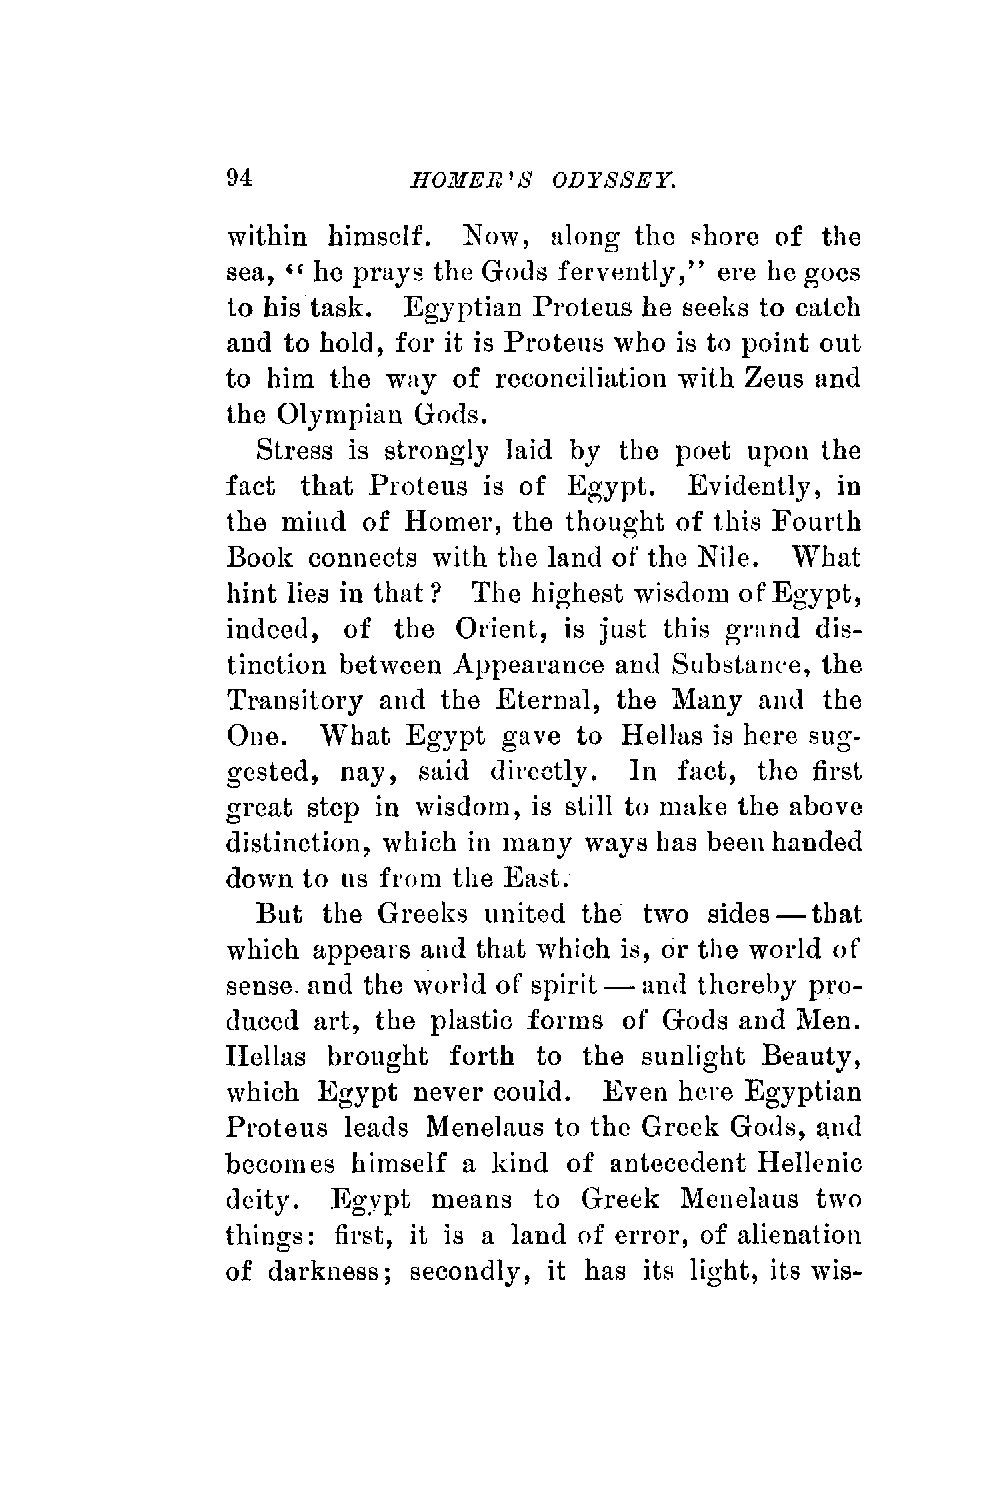 94 HOMER'S ODYSSEY.
within himself. Now, along the shore of the
sea, "he prays the Gods fervently," ere he goes
to his task. Egyptian Proteus he seeks to catch
and to hold, for it is Proteus who is to point out
to him the way of reconciliation with Zeus and
the Olympian Gods.
Stress is strongly laid by the poet upon the
fact that Proteus is of Egypt. Evidently, in
the mind of Homer, the thought of this Fourth
Book connects with the land of the Nile. What
hint lies in that? The highest wisdom of Egypt,
indeed, of the Orient, is just this grand dis-
tinction between Appearance and Substance, the
Transitory and the Eternal, the Many and the
One. What Egypt gave to Hellas is here sug-
gested, nay, said directly. In fact, the first
great step in wisdom, is still to make the above
distinction, which in many ways has been handed
down to us from the East.
But the Greeks united the two sides — that
which appears and that which is, or the world of
sense and the world of spirit — and thereby pro-
duced art, the plastic forms of Gods and Men.
Hellas brought forth to the sunlight Beauty,
which Egypt never could. Even here Egyptian
Proteus leads Menelaus to the Greek Gods, and
becomes himself a kind of antecedent Hellenic
deity. Egypt means to Greek Menelaus two
things: first, it is a land of error, of alienation
of darkness; secondly, it has its light, its wis-